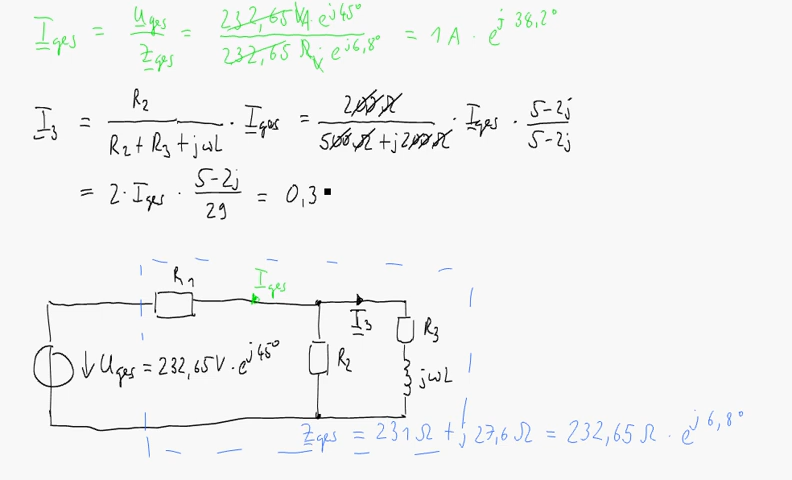 I_ges = U_ges / Z_ges = 232,65 V A e^j45° / 232,65 Ω e^j6,8° = 1A · e^j38,2°
I_3 = R_2 / (R_2 + R_3 + jωL) · I_ges = 200 Ω / (500 Ω + j200 Ω) · I_ges · (5-2j) / (5-2j)
= 2 · I_ges · (5-2j) / 29 = 0,3
R_1 I_ges
I_3 R_3
U_ges = 232,65V · e^j45° R_2 jωL
Z_ges = 231 Ω + j 27,6 Ω = 232,65 Ω · e^j6,8°